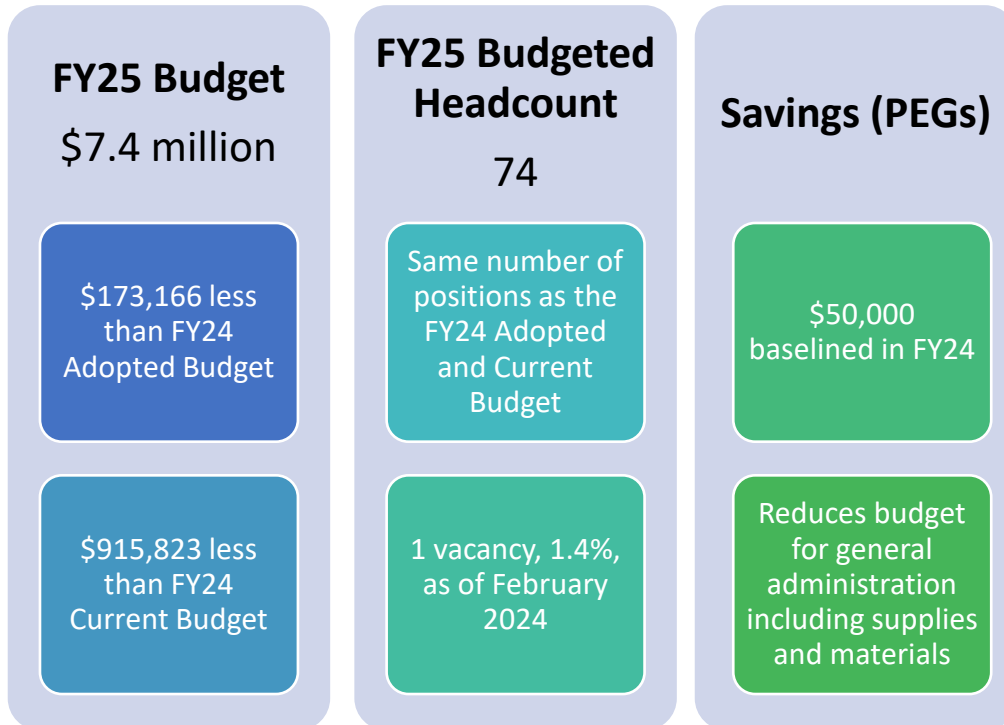 FY25 Budget
$7.4 million
$173,166 less
than FY24
Adopted Budget
$915,823 less
than FY24
Current Budget
FY25 Budgeted
Headcount
74
Same number of
positions as the
FY24 Adopted
and Current
Budget
1 vacancy, 1.4%,
as of February
2024
Savings (PEGs)
$50,000
baselined in FY24
Reduces budget
for general
administration
including supplies
and materials